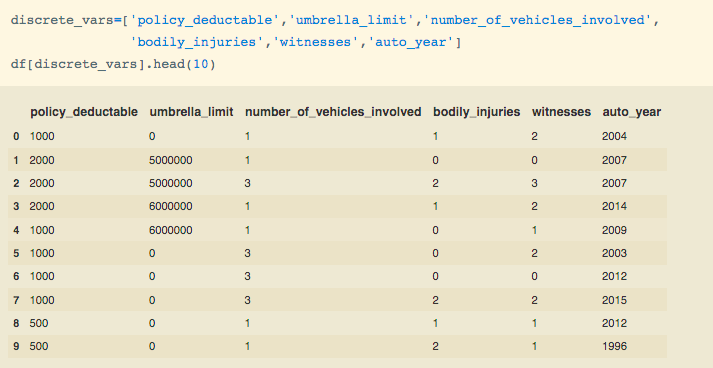 discrete_vars=['policy_deductable','umbrella_limit','number_of_vehicles_involved',
'bodily_injuries','witnesses','auto_year']
df[discrete_vars].head(10)
policy_deductable umbrella_limit number_of_vehicles_involved bodily_injuries witnesses auto_year
0 1000 0 1 1 2 2004
1 2000 5000000 1 0 0 2007
2 2000 5000000 3 2 3 2007
3 2000 6000000 1 1 2 2014
4 1000 6000000 1 0 1 2009
5 1000 0 3 0 2 2003
6 1000 0 3 0 0 2012
7 1000 0 3 2 2 2015
8 500 0 1 1 1 2012
9 500 0 1 2 1 1996